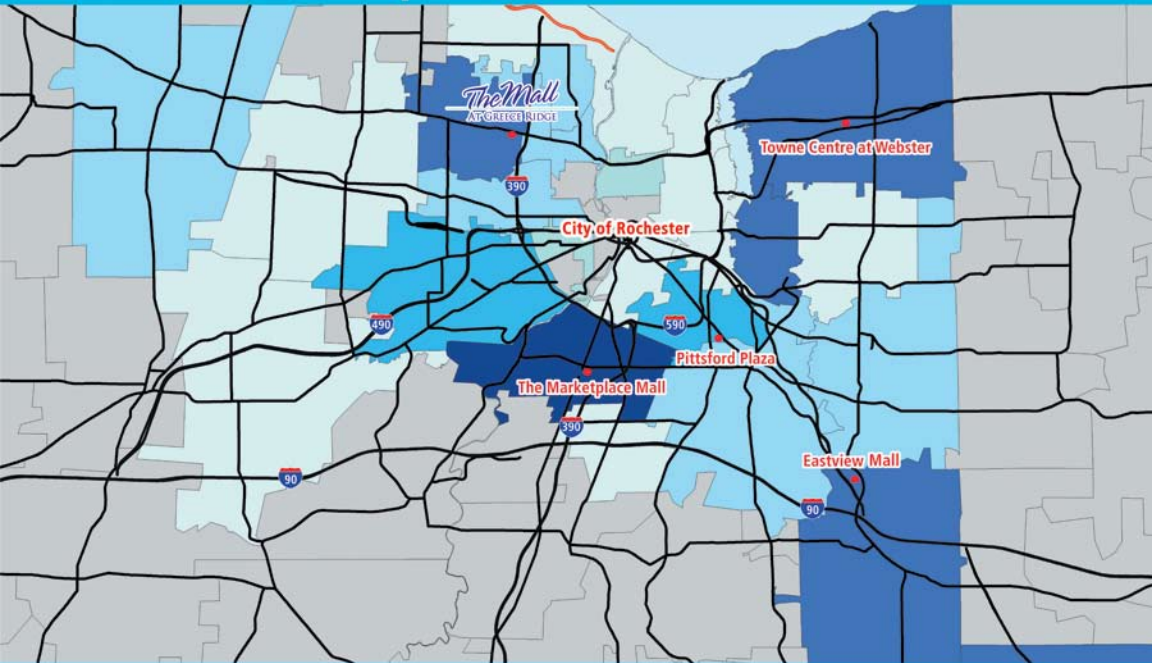 The Mall
AT GREECE RIDGE
Towne Centre at Webster
390
City of Rochester
490
590
Pittsford Plaza
The Marketplace Mall
390
Eastview Mall
90
90